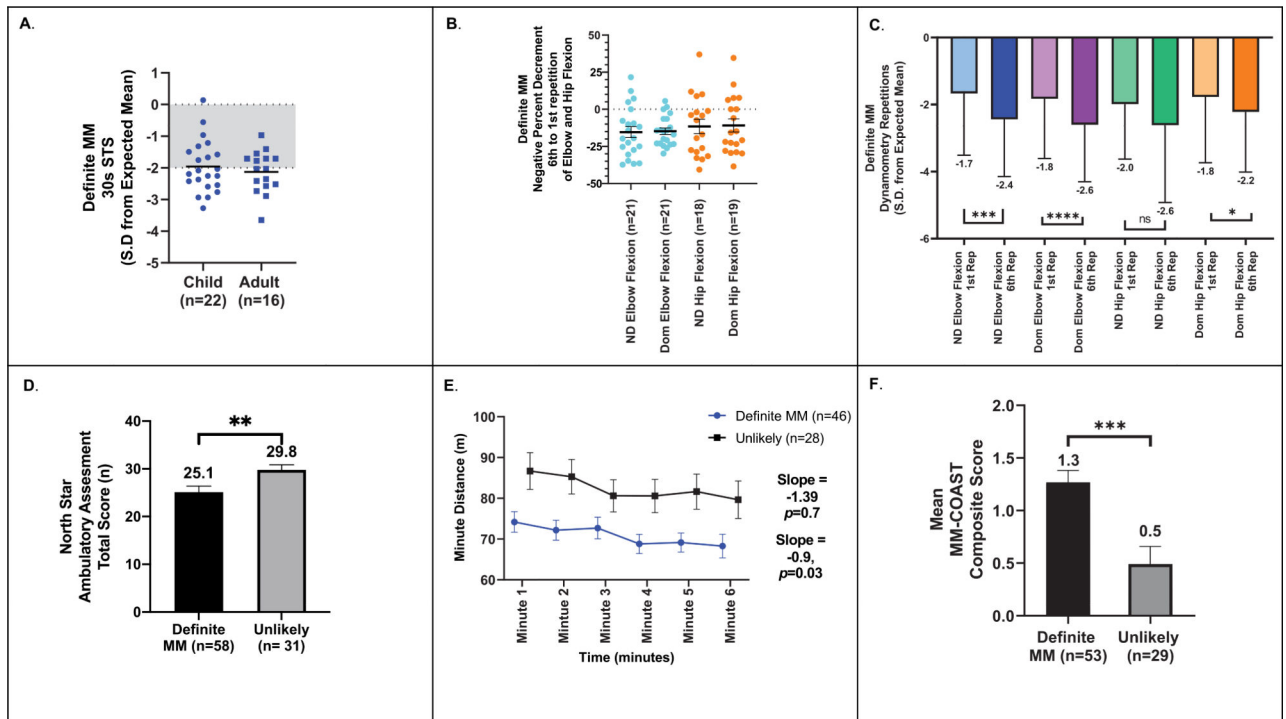 A.
Definite MM
30s STS
(S.D from Expected Mean)
1
0
-1
-2
-3
-4
-5
Child
(n=22)
Adult
(n=16)
B.
Definite MM
Negative Percent Decrement
6th to 1st repetition
of Elbow and Hip Flexion
50
25
0
-25
-50
ND Elbow Flexion (n=21)
Dom Elbow Flexion (n=21)
ND Hip Flexion (n=18)
Dom Hip Flexion (n=19)
C.
Definite MM
Dynamometry Repetitions
(S.D. from Expected Mean)
0
-2
-4
-6
-1.7
-2.4
-1.8
-2.6
-2.0
-2.6
-1.8
-2.2
***
****
ns
*
ND Elbow Flexion
1st Rep
ND Elbow Flexion
6th Rep
Dom Elbow Flexion
1st Rep
Dom Elbow Flexion
6th Rep
ND Hip Flexion
1st Rep
ND Hip Flexion
6th Rep
Dom Hip Flexion
1st Rep
Dom Hip Flexion
6th Rep
D.
North Star
Ambulatory Assessment
Total Score (n)
40
30
20
10
0
**
25.1
29.8
Definite
MM (n=58)
Unlikely
(n= 31)
E.
Definite MM (n=46)
Unlikely (n=28)
Minute Distance (m)
100
90
80
70
60
Slope =
-1.39
p=0.7
Slope =
-0.9,
p=0.03
Minute 1
Mintue 2
Minute 3
Minute 4
Minute 5
Minute 6
Time (minutes)
F.
Mean
MM-COAST
Composite Score
2.0
1.5
1.0
0.5
0.0
***
1.3
0.5
Definite
MM (n=53)
Unlikely
(n=29)